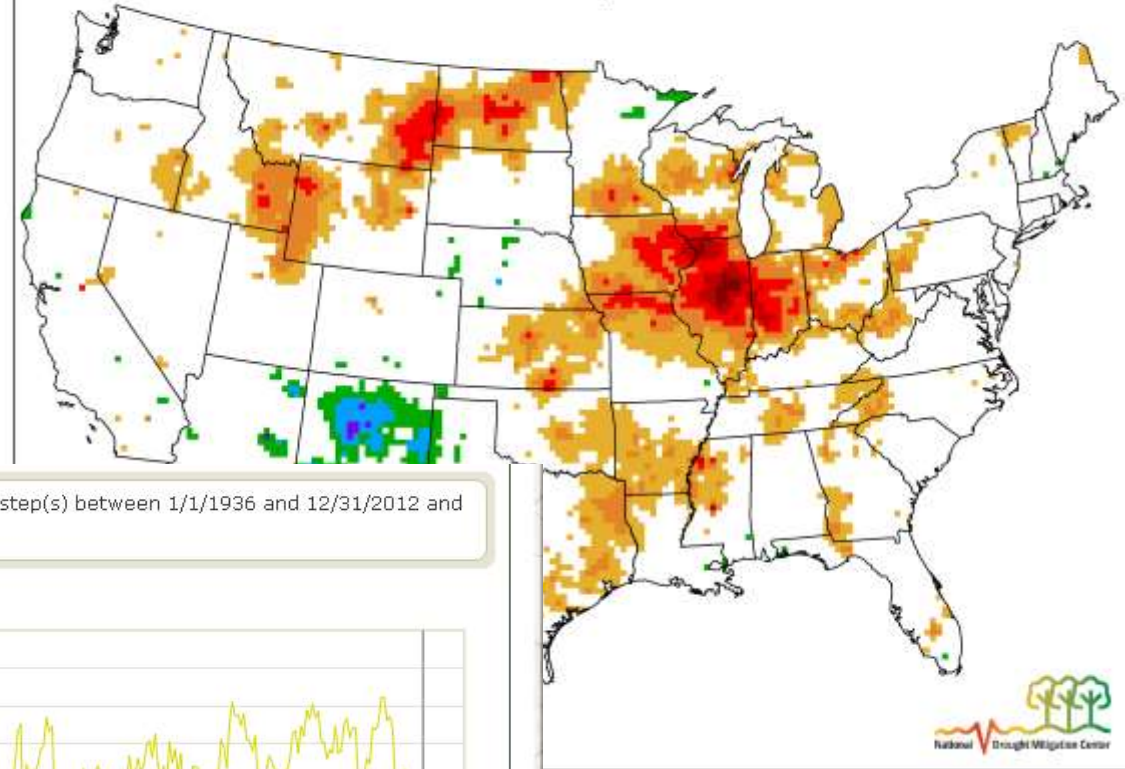 step(s) between 1/1/1936 and 12/31/2012 and
National Drought Mitigation Center